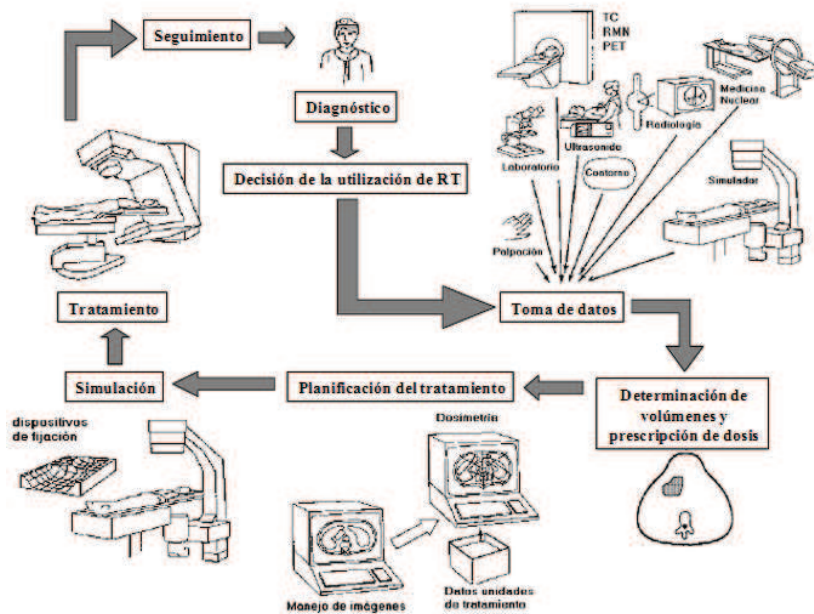 Seguimiento
Diagnóstico
Decisión de la utilización de RT
TC
RMN
PET
Medicina
Nuclear
Radiología
Ultrasonido
Laboratorio
Contorno
Simulador
Palpación
Toma de datos
Tratamiento
Simulación
Planificación del tratamiento
Determinación de
volúmenes y
prescripción de dosis
dispositivos
de fijación
Dosimetría
Manejo de imágenes
Datos unidades
de tratamiento